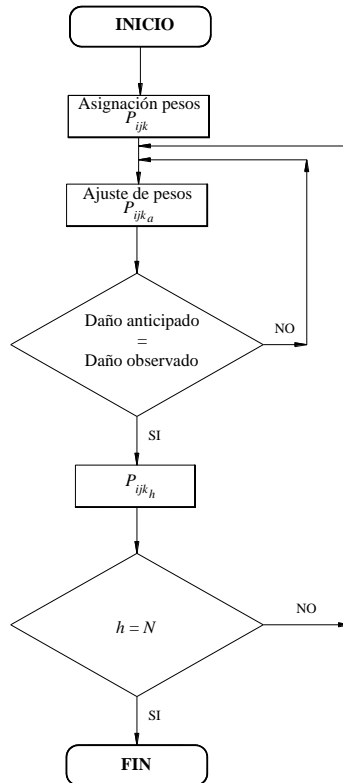 INICIO
Asignación pesos
P_ijk
Ajuste de pesos
P_ijk_a
Daño anticipado
=
Daño observado
NO
SI
P_ijk_h
h = N
NO
SI
FIN